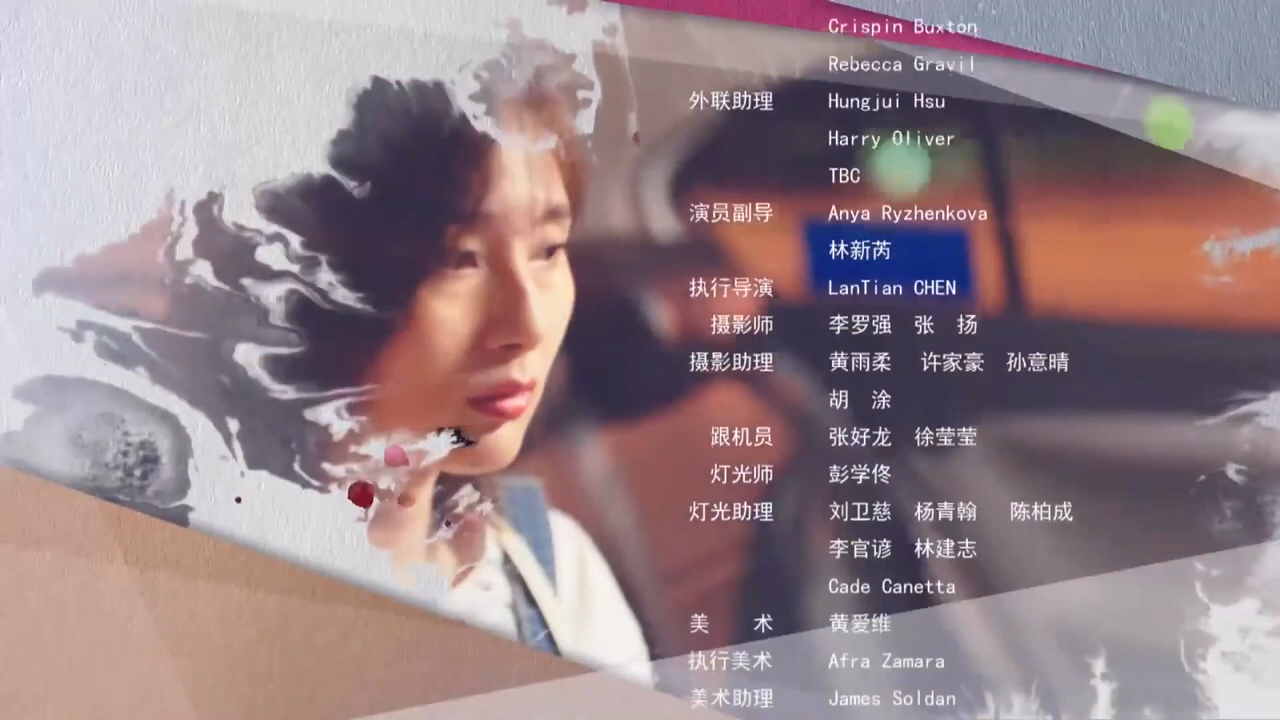 Crispin Buxton
Rebecca Gravil
外联助理 Hungjui Hsu
Harry Oliver
TBC
演员副导 Anya Ryzhenkova
林新芮
执行导演 LanTian CHEN
摄影师 李罗强 张 扬
摄影助理 黄雨柔 许家豪 孙意晴
胡 涂
跟机员 张好龙 徐莹莹
灯光师 彭学佟
灯光助理 刘卫慈 杨青翰 陈柏成
李官谚 林建志
Cade Canetta
美 术 黄爱维
执行美术 Afra Zamara
美术助理 James Soldan